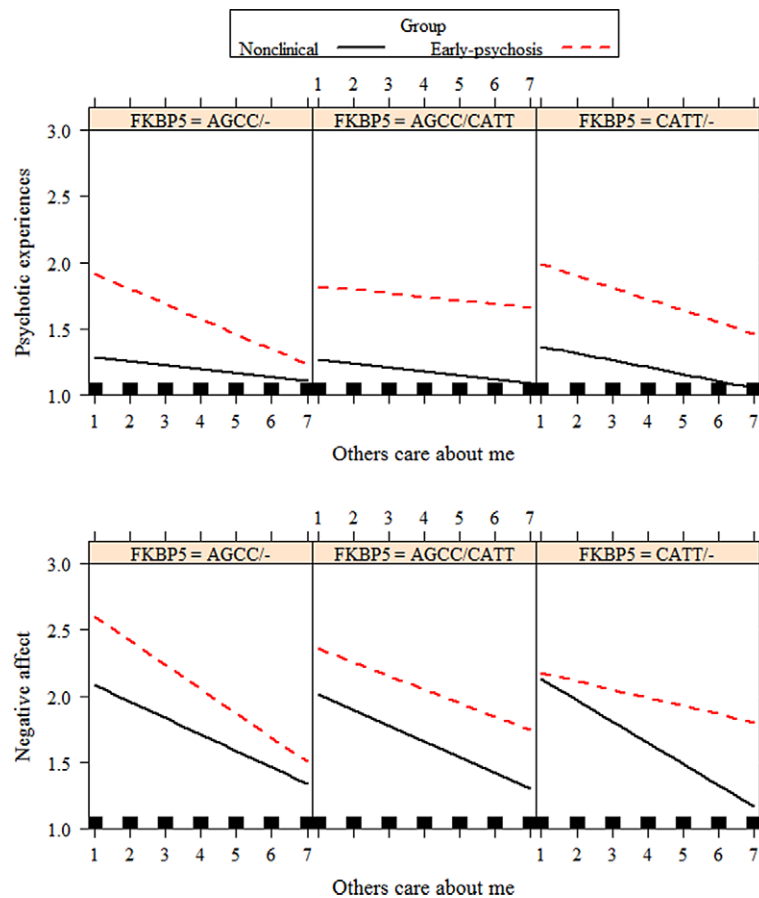 Group
Nonclinical Early-psychosis
1 2 3 4 5 6 7
FKBP5 = AGCC/- FKBP5 = AGCC/CATT FKBP5 = CATT/-
3.0
2.5
2.0
1.5
1.0
Psychotic experiences
1 2 3 4 5 6 7 1 2 3 4 5 6 7
Others care about me
1 2 3 4 5 6 7
FKBP5 = AGCC/- FKBP5 = AGCC/CATT FKBP5 = CATT/-
3.0
2.5
2.0
1.5
1.0
Negative affect
1 2 3 4 5 6 7 1 2 3 4 5 6 7
Others care about me